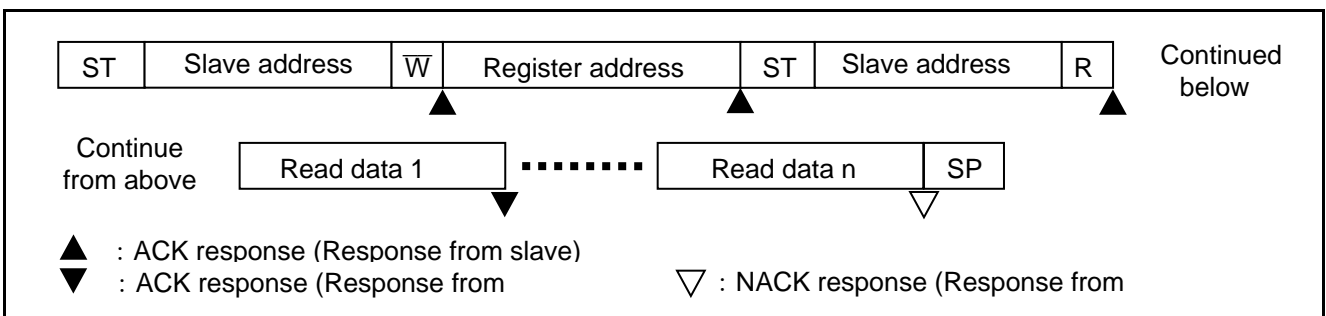 ST Slave address W̅ Register address ST Slave address R Continued below
Continue from above Read data 1 Read data n SP
▲ : ACK response (Response from slave)
▼ : ACK response (Response from
▽ : NACK response (Response from